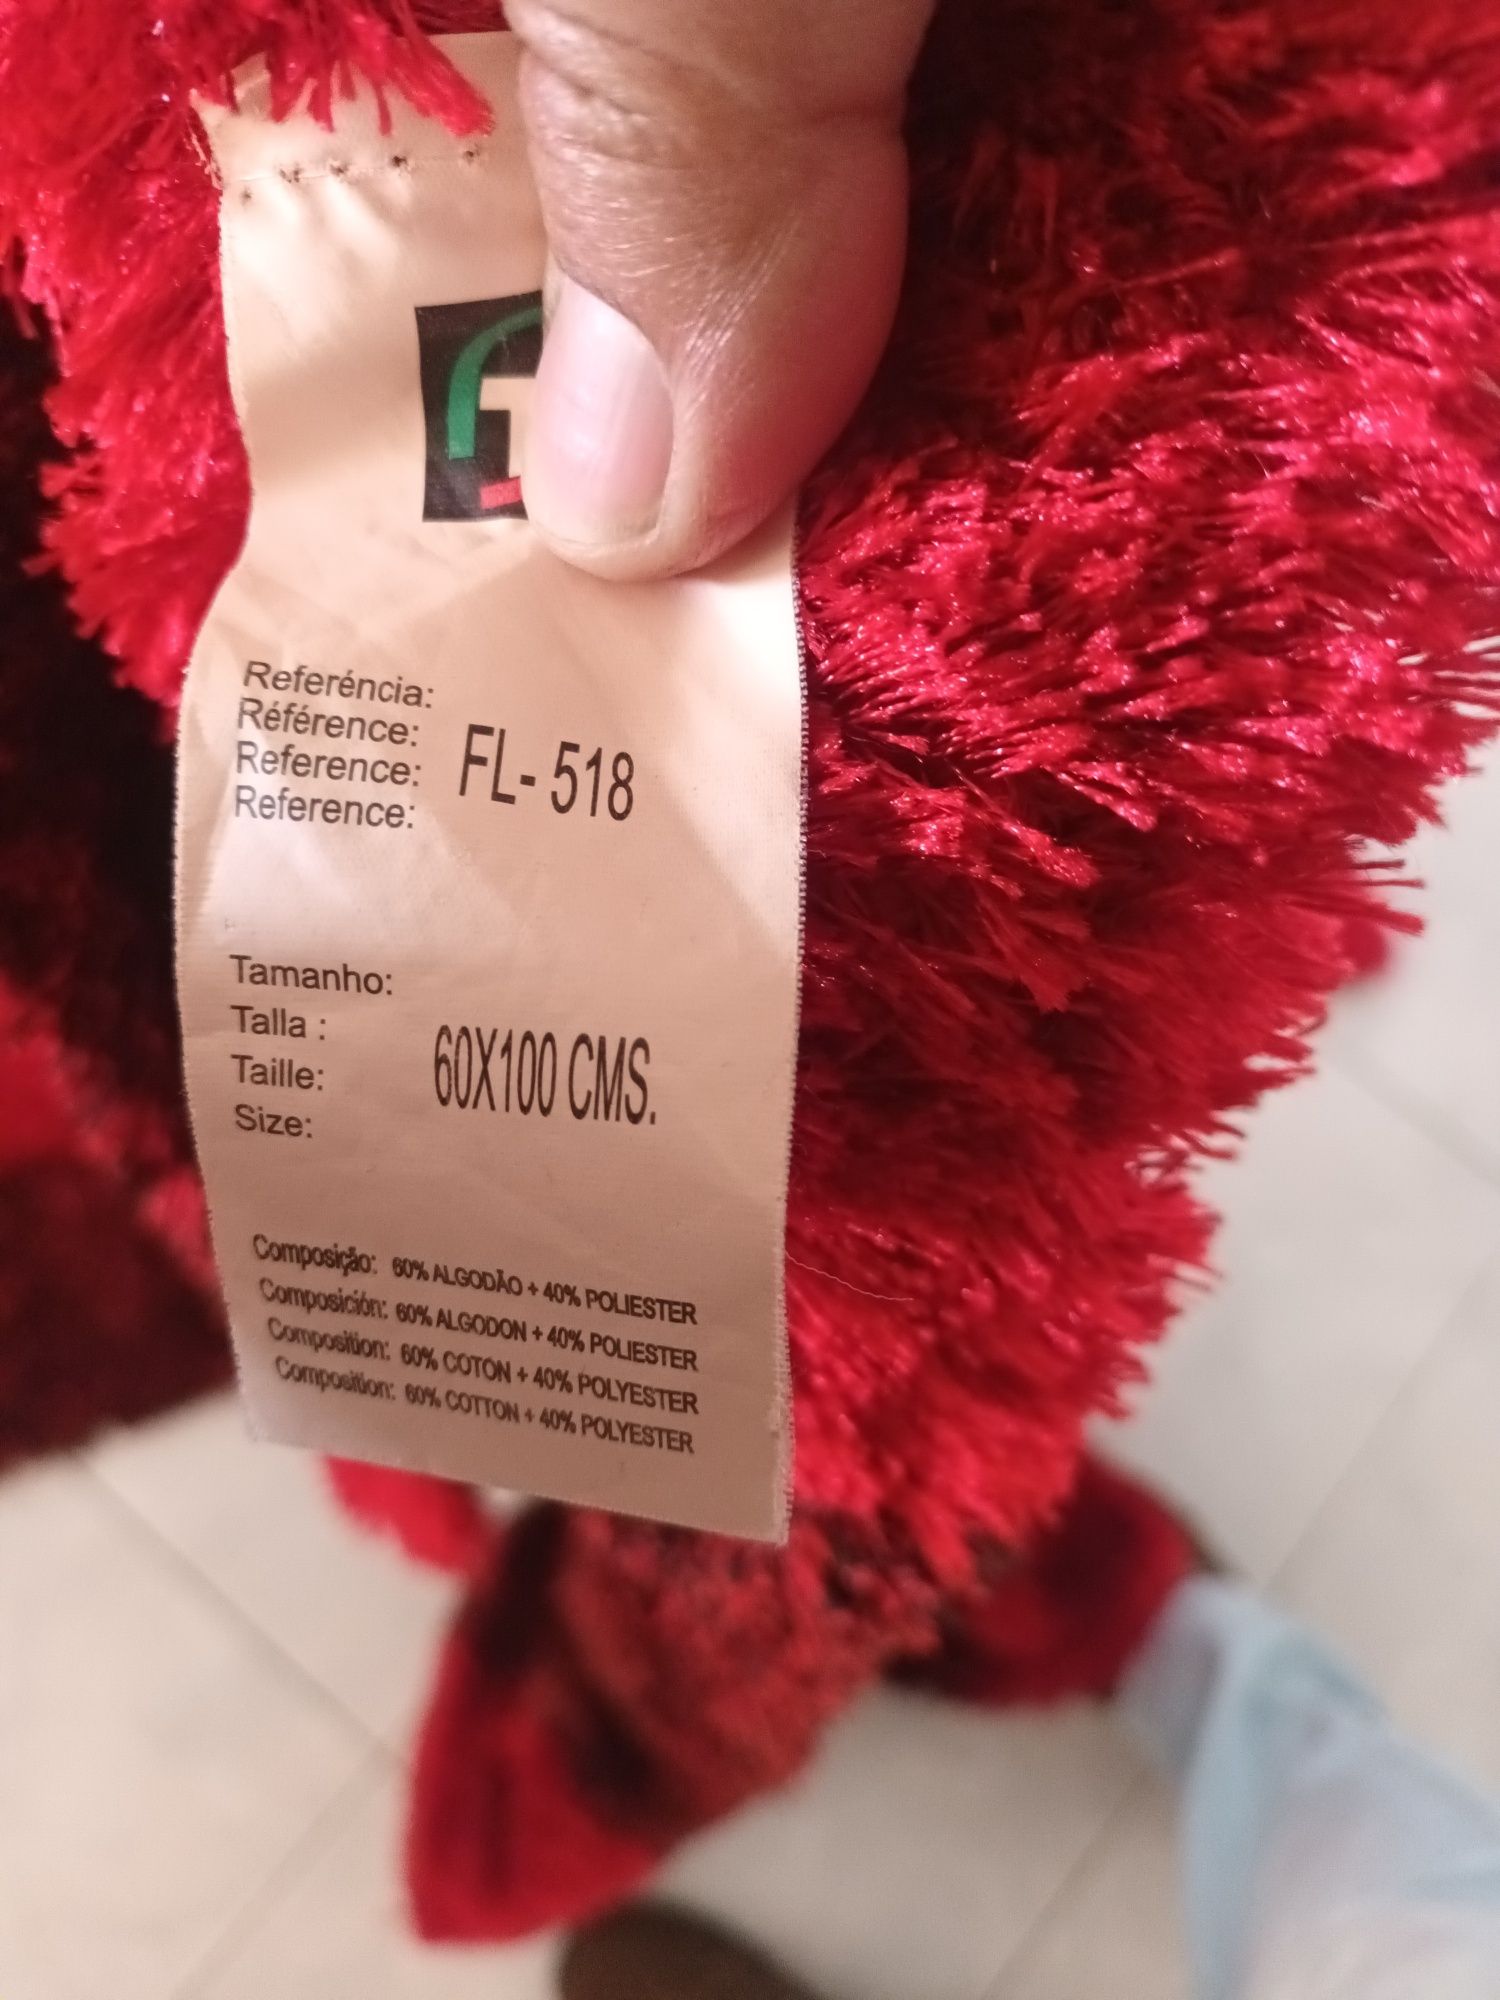 Referéncia:
Référence:
Reference:
Reference:
FL- 518
Tamanho:
Talla :
Taille:
Size:
60X100 CMS.
Composição: 60% ALGODÃO + 40% POLIESTER
Composición: 60% ALGODON + 40% POLIESTER
Composition: 60% COTON + 40% POLYESTER
Composition: 60% COTTON + 40% POLYESTER